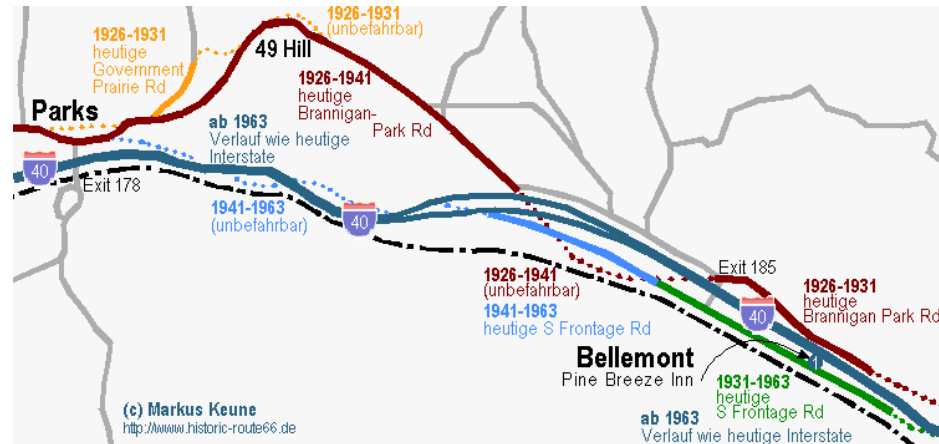 1926-1931
(unbefahrbar)
1926-1931
heutige
Government
Prairie Rd
49 Hill
1926-1941
heutige
Brannigan-
Park Rd
Parks
ab 1963
Verlauf wie heutige
Interstate
40
Exit 178
1941-1963
(unbefahrbar)
40
1926-1941
(unbefahrbar)
1941-1963
heutige S Frontage Rd
Exit 185
40
1926-1931
heutige
Brannigan Park Rd
Bellemont
Pine Breeze Inn
1
1931-1963
heutige
S Frontage Rd
ab 1963
Verlauf wie heutige Interstate
(c) Markus Keune
http://www.historic-route66.de